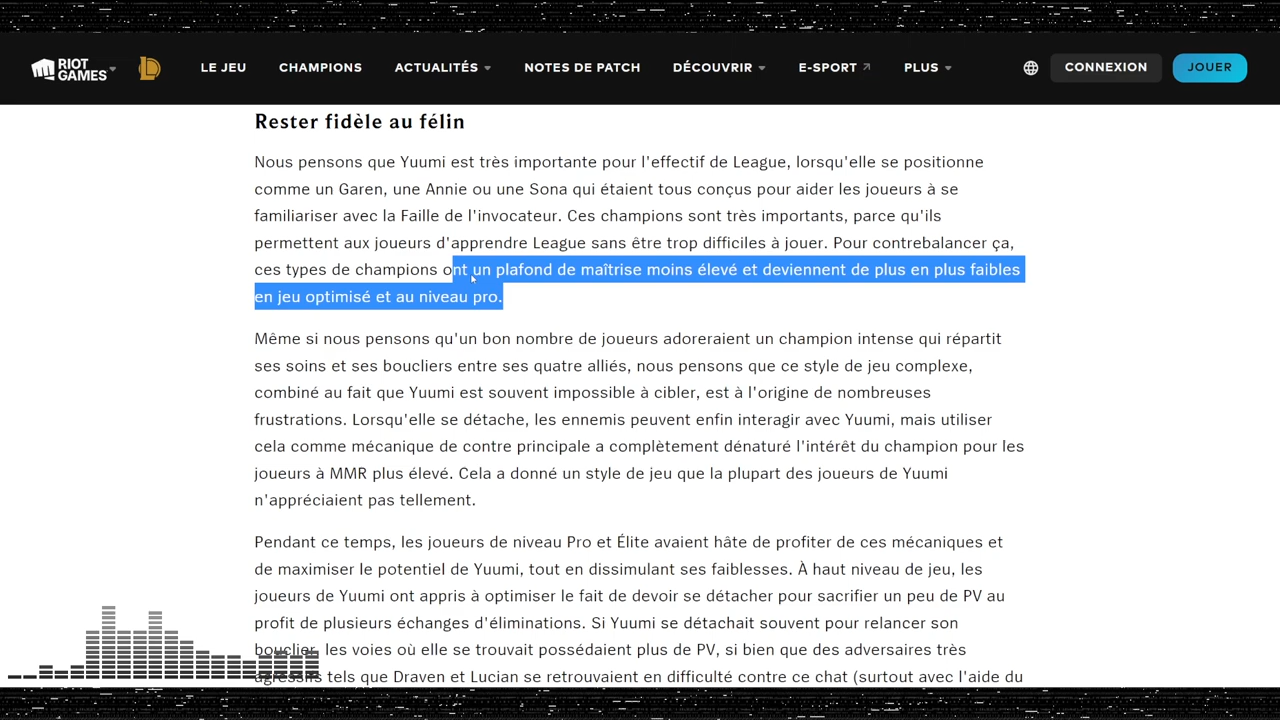 RIOT GAMES
LE JEU
CHAMPIONS
ACTUALITÉS
NOTES DE PATCH
DÉCOUVRIR
E-SPORT
PLUS
CONNEXION
JOUER
Rester fidèle au félin
Nous pensons que Yuumi est très importante pour l'effectif de League, lorsqu'elle se positionne
comme un Garen, une Annie ou une Sona qui étaient tous conçus pour aider les joueurs à se
familiariser avec la Faille de l'invocateur. Ces champions sont très importants, parce qu'ils
permettent aux joueurs d'apprendre League sans être trop difficiles à jouer. Pour contrebalancer ça,
ces types de champions ont un plafond de maîtrise moins élevé et deviennent de plus en plus faibles
en jeu optimisé et au niveau pro.
Même si nous pensons qu'un bon nombre de joueurs adoreraient un champion intense qui répartit
ses soins et ses boucliers entre ses quatre alliés, nous pensons que ce style de jeu complexe,
combiné au fait que Yuumi est souvent impossible à cibler, est à l'origine de nombreuses
frustrations. Lorsqu'elle se détache, les ennemis peuvent enfin interagir avec Yuumi, mais utiliser
cela comme mécanique de contre principale a complètement dénaturé l'intérêt du champion pour les
joueurs à MMR plus élevé. Cela a donné un style de jeu que la plupart des joueurs de Yuumi
n'appréciaient pas tellement.
Pendant ce temps, les joueurs de niveau Pro et Élite avaient hâte de profiter de ces mécaniques et
de maximiser le potentiel de Yuumi, tout en dissimulant ses faiblesses. À haut niveau de jeu, les
joueurs de Yuumi ont appris à optimiser le fait de devoir se détacher pour sacrifier un peu de PV au
profit de plusieurs échanges d'éliminations. Si Yuumi se détachait souvent pour relancer son
bouclier, les voies où elle se trouvait possédaient plus de PV, si bien que des adversaires très
agressifs tels que Draven et Lucian se retrouvaient en difficulté contre ce chat (surtout avec l'aide du